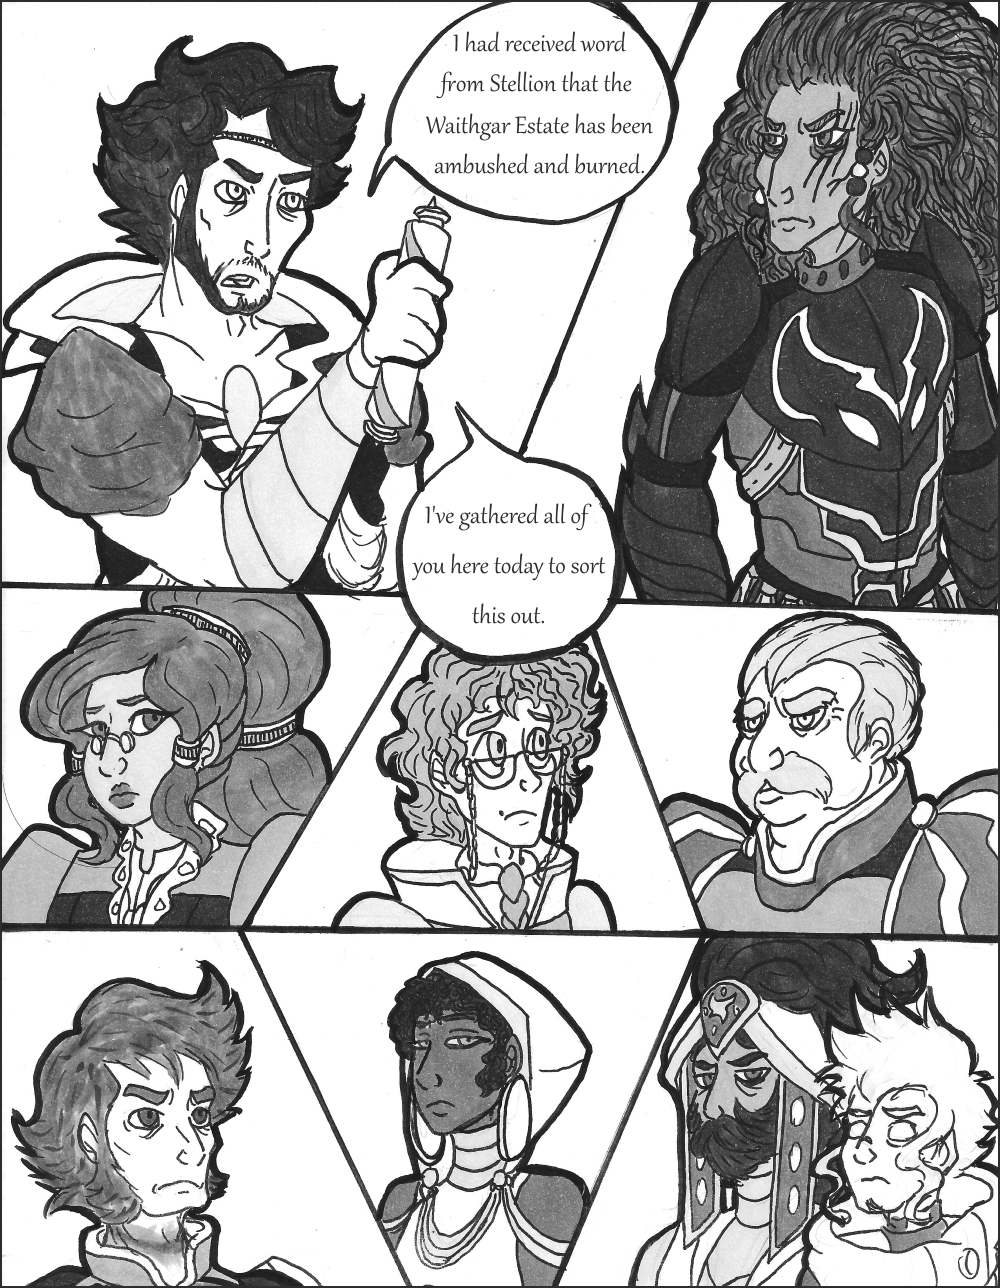 I had received word
from Stellion that the
Waithgar Estate has been
ambushed and burned.
I've gathered all of
you here today to sort
this out.